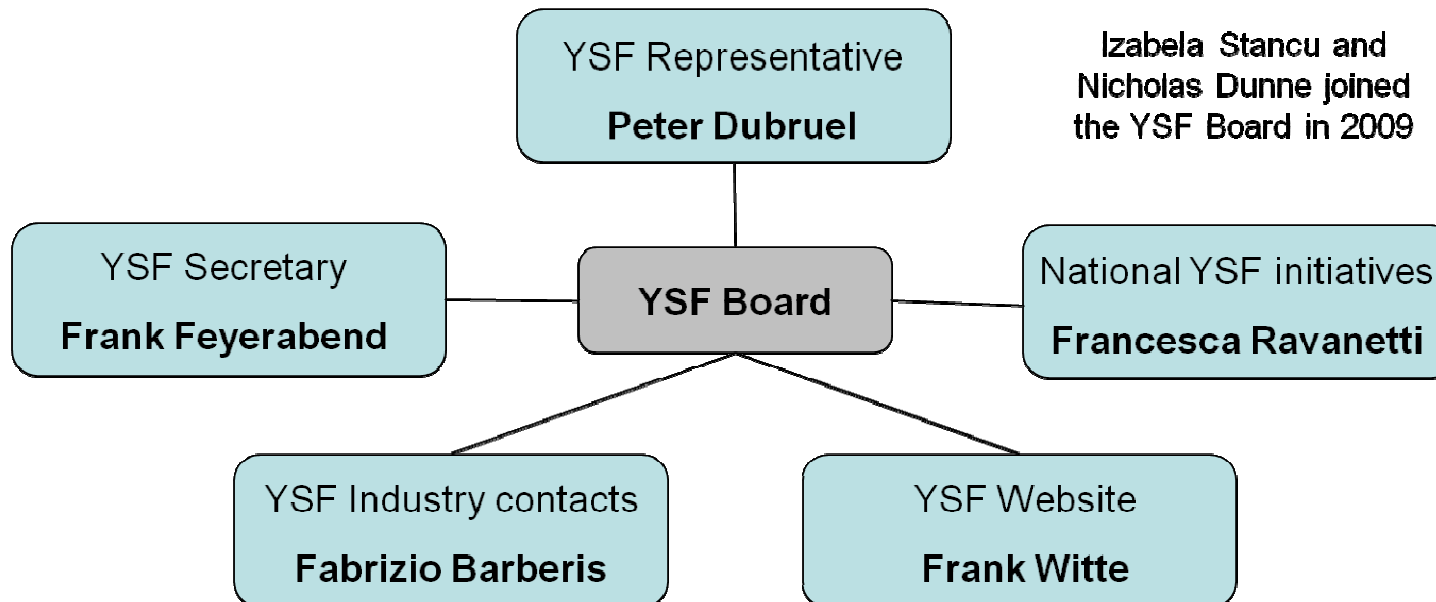 YSF Representative
Peter Dubruel
Izabela Stancu and
Nicholas Dunne joined
the YSF Board in 2009
YSF Secretary
Frank Feyerabend
YSF Board
National YSF initiatives
Francesca Ravanetti
YSF Industry contacts
Fabrizio Barberis
YSF Website
Frank Witte